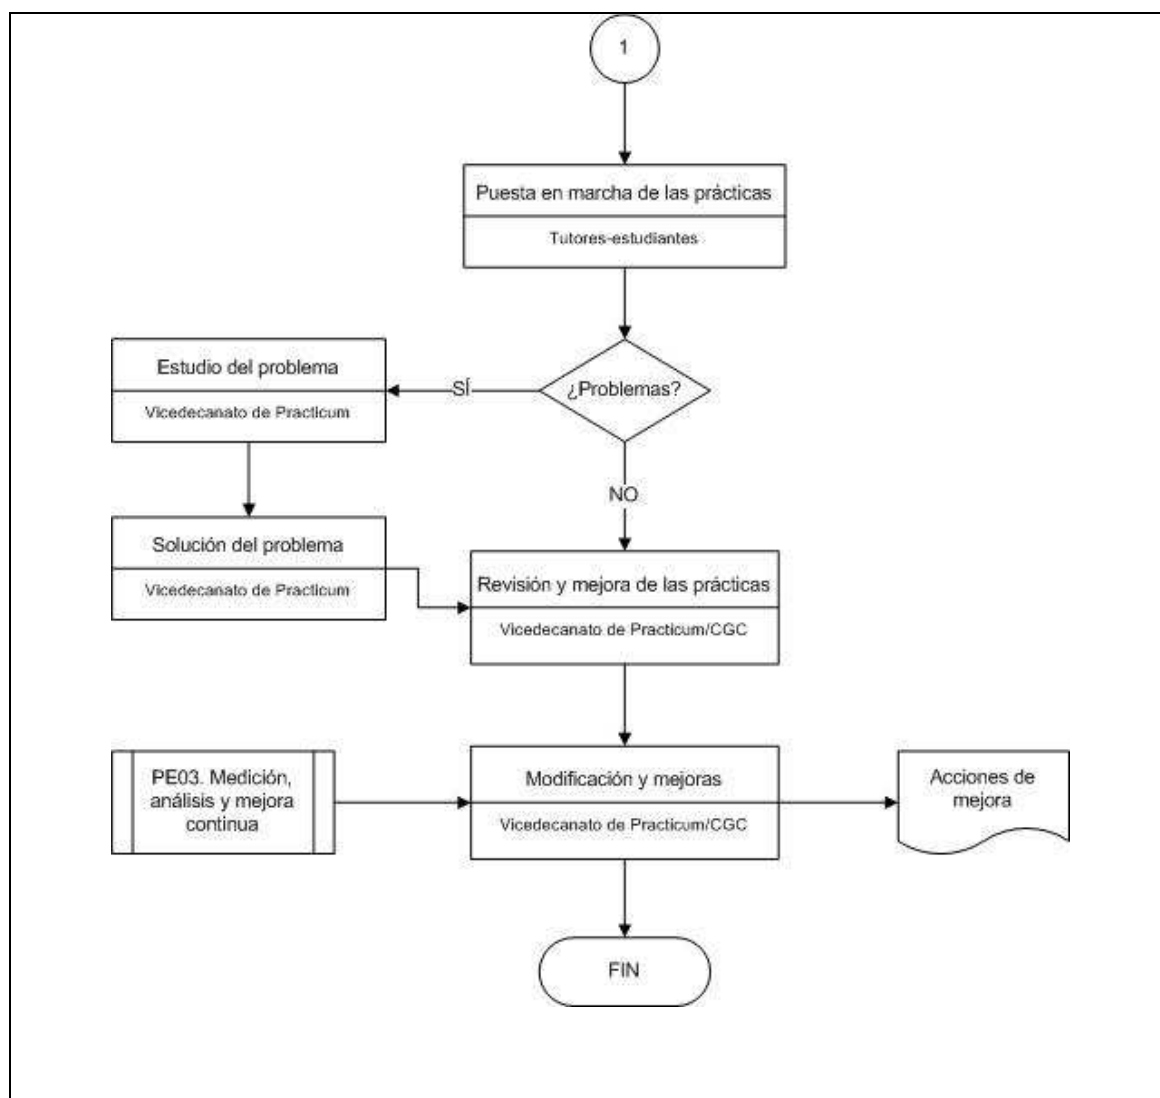 1
Puesta en marcha de las prácticas
Tutores-estudiantes
¿Problemas?
SÍ
Estudio del problema
Vicedecanato de Practicum
NO
Solución del problema
Vicedecanato de Practicum
Revisión y mejora de las prácticas
Vicedecanato de Practicum/CGC
PE03. Medición,
análisis y mejora
continua
Modificación y mejoras
Vicedecanato de Practicum/CGC
Acciones de
mejora
FIN